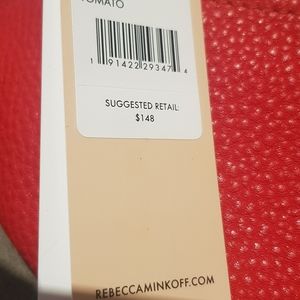 TOMATO
1 91422 29347 4
SUGGESTED RETAIL:
$148
REBECCAMINKOFF.COM